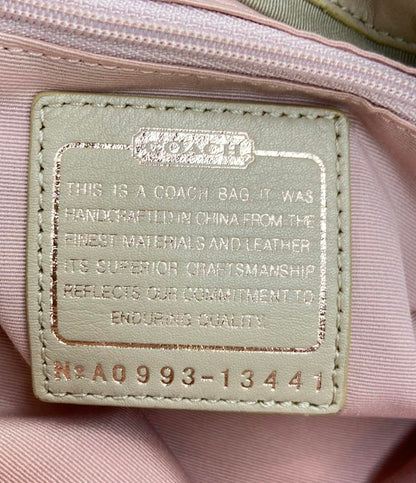 COACH
THIS IS A COACH BAG. IT WAS
HANDCRAFTED IN CHINA FROM THE
FINEST MATERIALS AND LEATHER
ITS SUPERIOR CRAFTSMANSHIP
REFLECTS OUR COMMITMENT TO
ENDURING QUALITY.
No A0993-13441